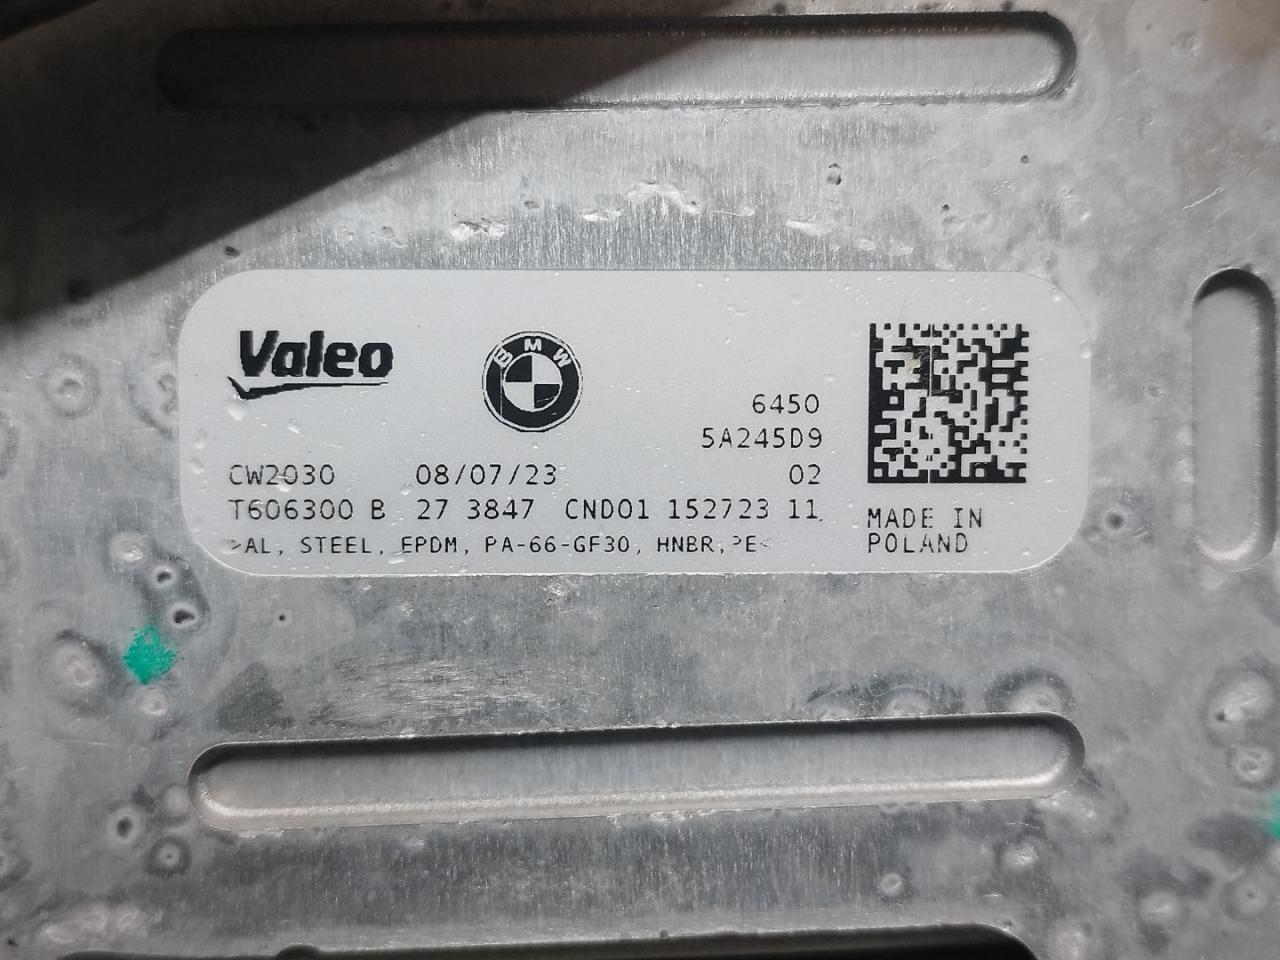 Valeo
BMW
6450
5A245D9
CW2030 08/07/23 02
T606300 B 27 3847 CND01 152723 11
MADE IN
POLAND
>AL, STEEL, EPDM, PA-66-GF30, HNBR, PE<